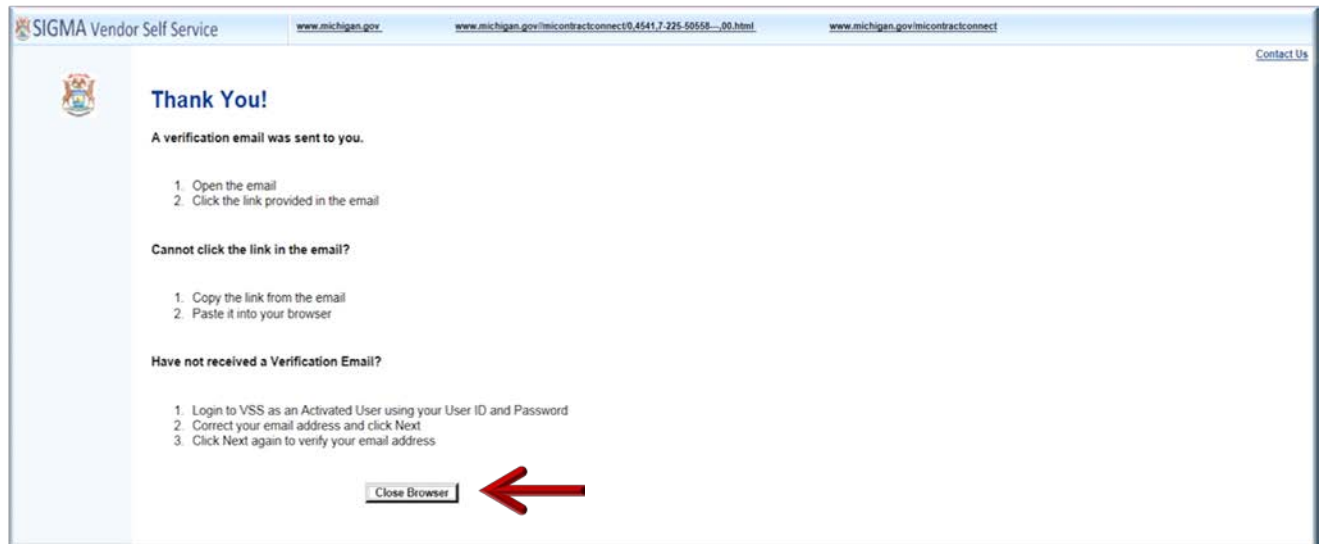 SIGMA Vendor Self Service www.michigan.gov www.michigan.gov//micontractconnect/0,4541,7-225-50558---,00.html www.michigan.gov/micontractconnect
Contact Us
Thank You!
A verification email was sent to you.
1. Open the email
2. Click the link provided in the email
Cannot click the link in the email?
1. Copy the link from the email
2. Paste it into your browser
Have not received a Verification Email?
1. Login to VSS as an Activated User using your User ID and Password
2. Correct your email address and click Next
3. Click Next again to verify your email address
Close Browser